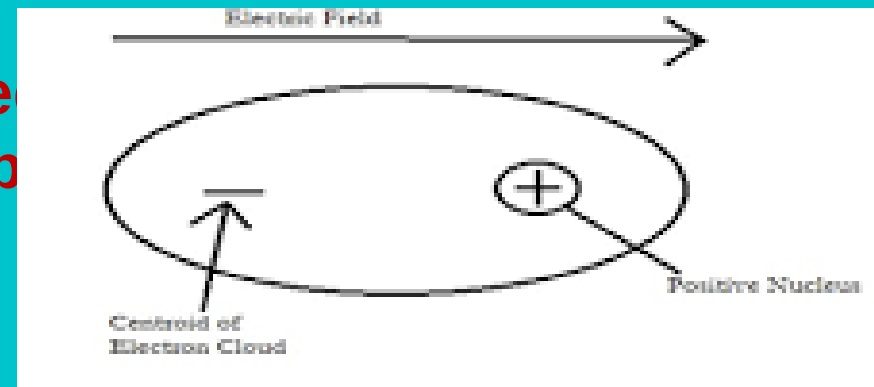 Electric Field
Positive Nucleus
Centroid of
Electron Cloud